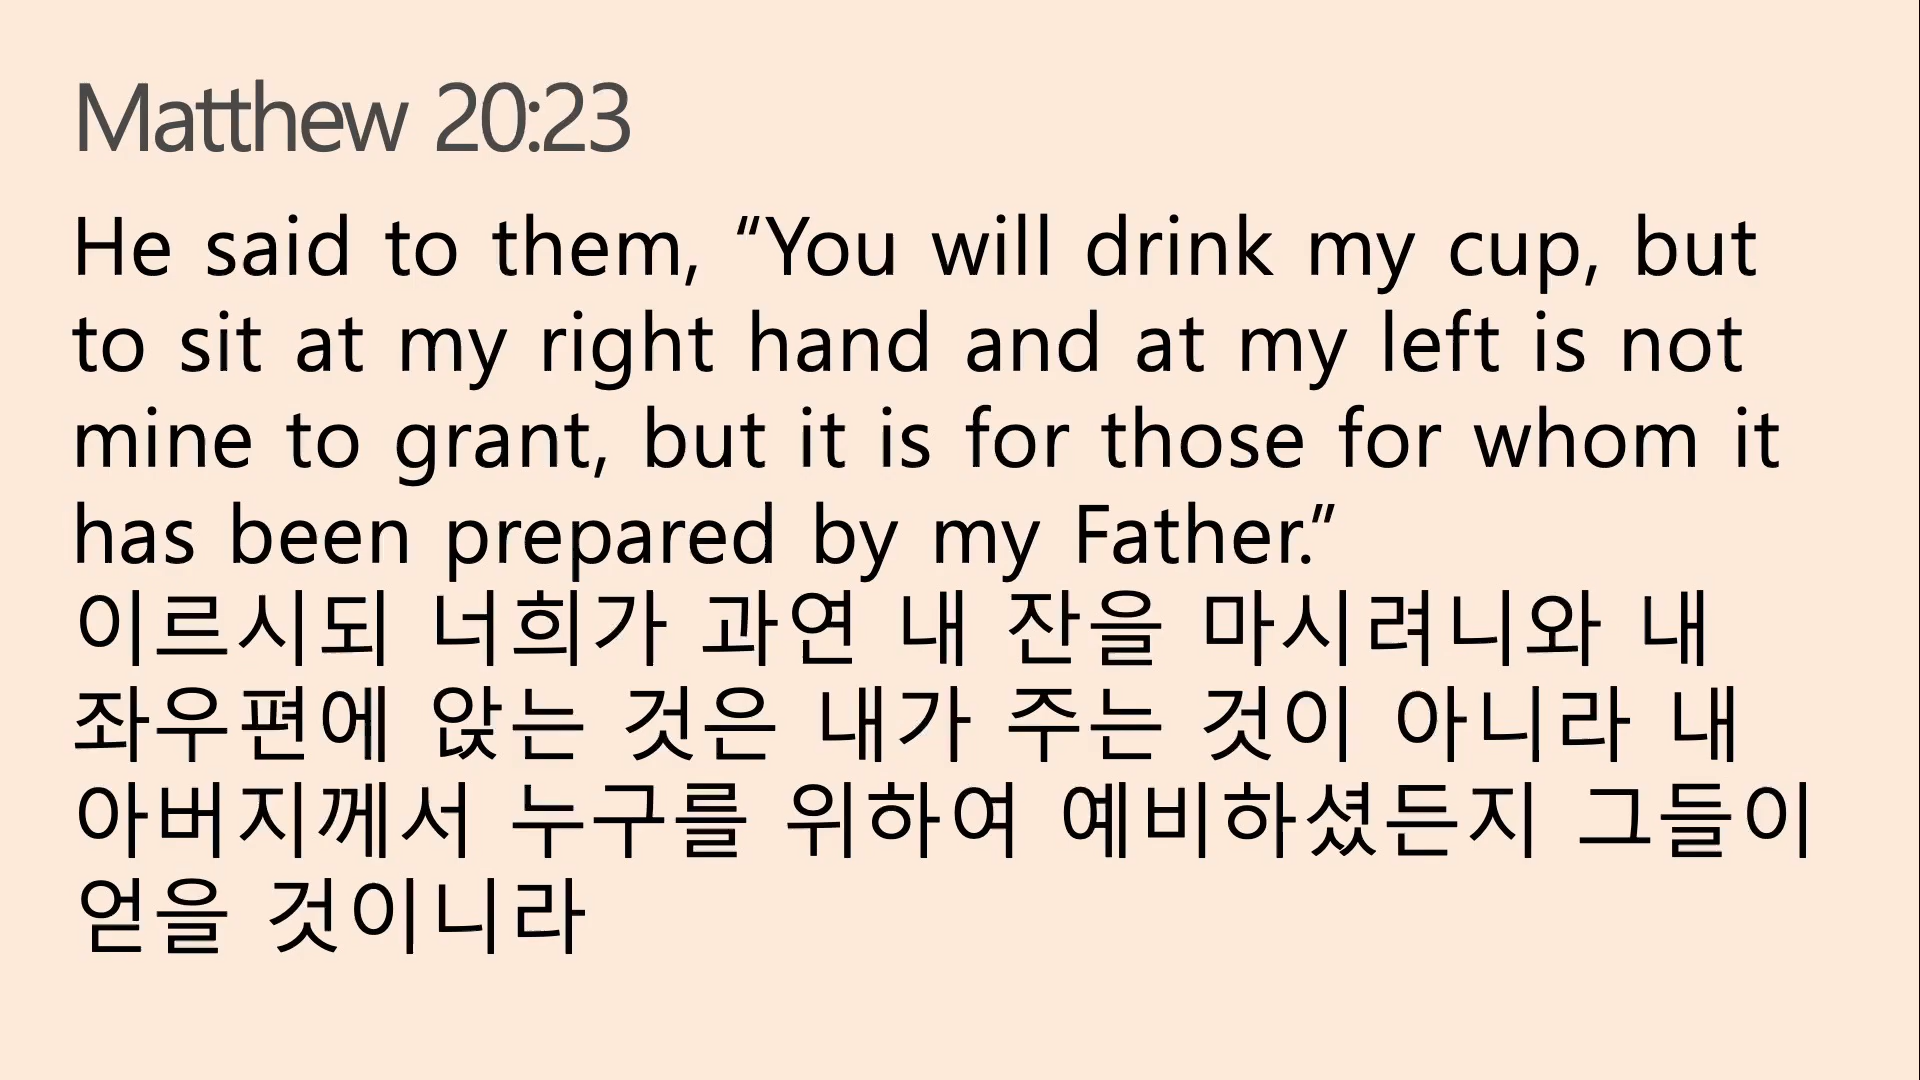 Matthew 20:23
He said to them, “You will drink my cup, but
to sit at my right hand and at my left is not
mine to grant, but it is for those for whom it
has been prepared by my Father.”
이르시되 너희가 과연 내 잔을 마시려니와 내
좌우편에 앉는 것은 내가 주는 것이 아니라 내
아버지께서 누구를 위하여 예비하셨든지 그들이
얻을 것이니라